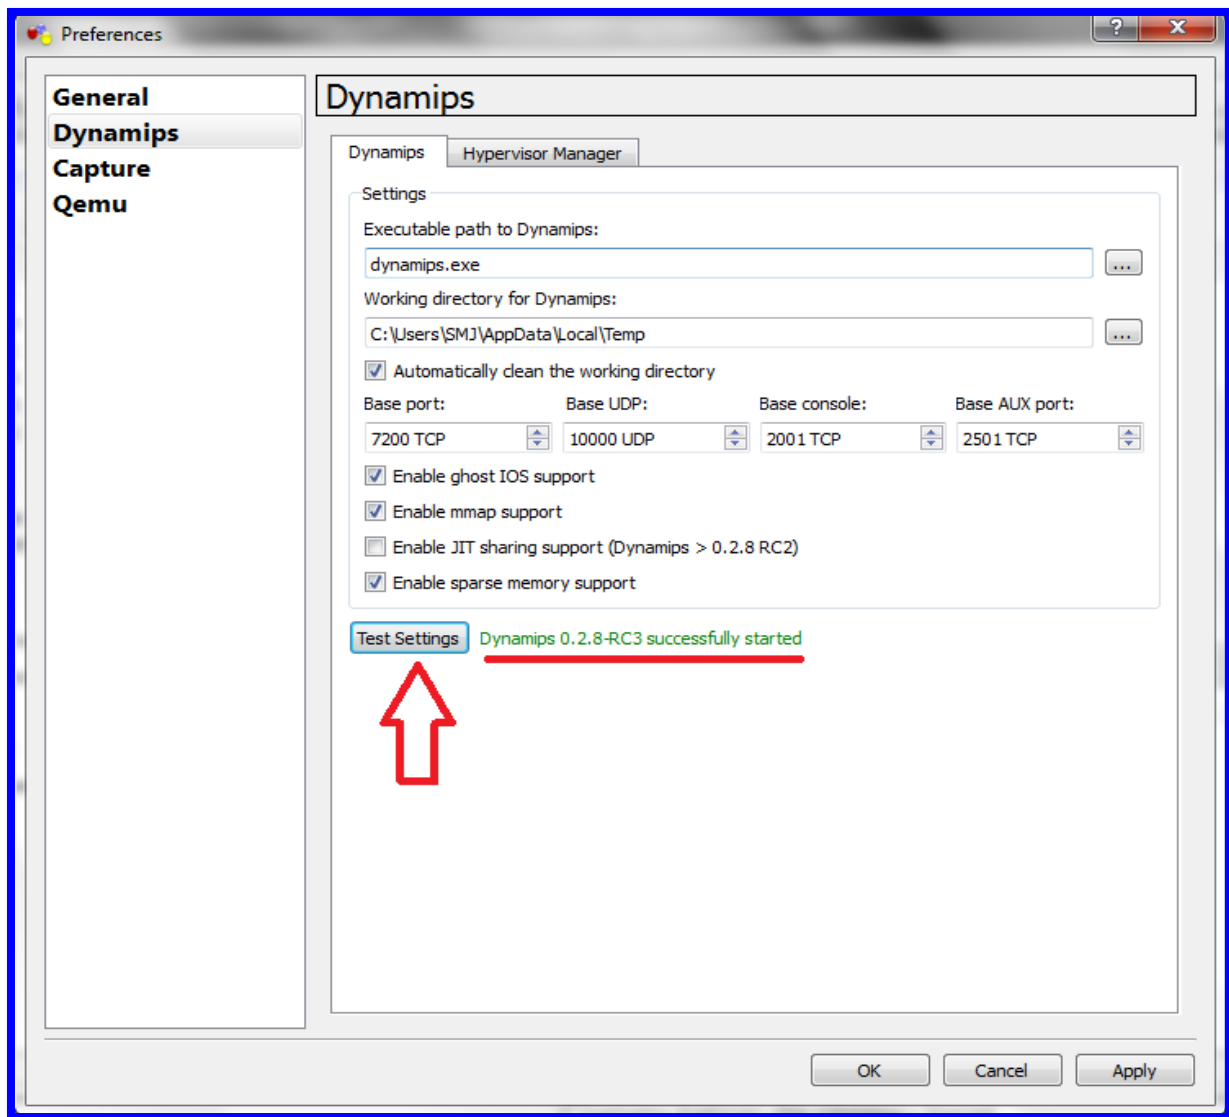 Preferences
General
Dynamips
Capture
Qemu
Dynamips
Dynamips Hypervisor Manager
Settings
Executable path to Dynamips:
dynamips.exe ...
Working directory for Dynamips:
C:\Users\SMJ\AppData\Local\Temp ...
Automatically clean the working directory
Base port: Base UDP: Base console: Base AUX port:
7200 TCP 10000 UDP 2001 TCP 2501 TCP
Enable ghost IOS support
Enable mmap support
Enable JIT sharing support (Dynamips > 0.2.8 RC2)
Enable sparse memory support
Test Settings Dynamips 0.2.8-RC3 successfully started
OK Cancel Apply